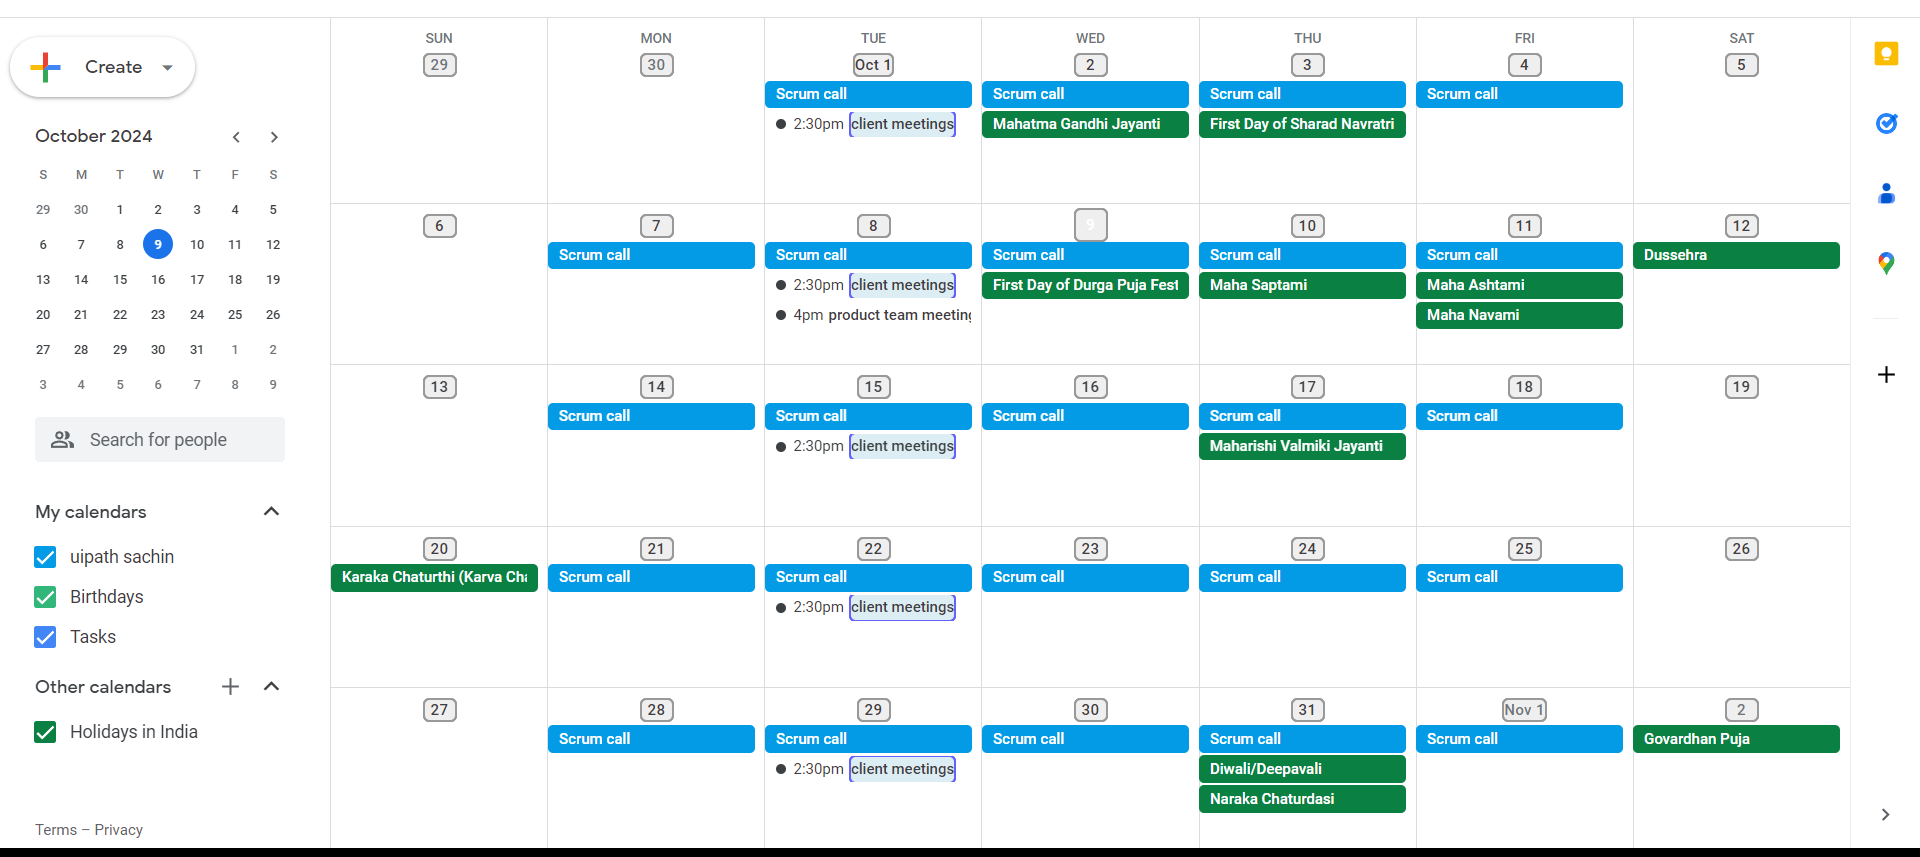 Create
October 2024
S M T W T F S
29 30 1 2 3 4 5
6 7 8 9 10 11 12
13 14 15 16 17 18 19
20 21 22 23 24 25 26
27 28 29 30 31 1 2
3 4 5 6 7 8 9
Search for people
My calendars
uipath sachin
Birthdays
Tasks
Other calendars
Holidays in India
Terms – Privacy
SUN MON TUE WED THU FRI SAT
29 30 Oct 1 2 3 4 5
Scrum call Scrum call Scrum call Scrum call
2:30pm client meetings Mahatma Gandhi Jayanti First Day of Sharad Navratri
6 7 8 9 10 11 12
Scrum call Scrum call Scrum call Scrum call Scrum call Dussehra
2:30pm client meetings First Day of Durga Puja Fest Maha Saptami Maha Ashtami
4pm product team meeting Maha Navami
13 14 15 16 17 18 19
Scrum call Scrum call Scrum call Scrum call Scrum call
2:30pm client meetings Maharishi Valmiki Jayanti
20 21 22 23 24 25 26
Karaka Chaturthi (Karva Cha Scrum call Scrum call Scrum call Scrum call Scrum call
2:30pm client meetings
27 28 29 30 31 Nov 1 2
Scrum call Scrum call Scrum call Scrum call Scrum call Govardhan Puja
2:30pm client meetings Diwali/Deepavali
Naraka Chaturdasi